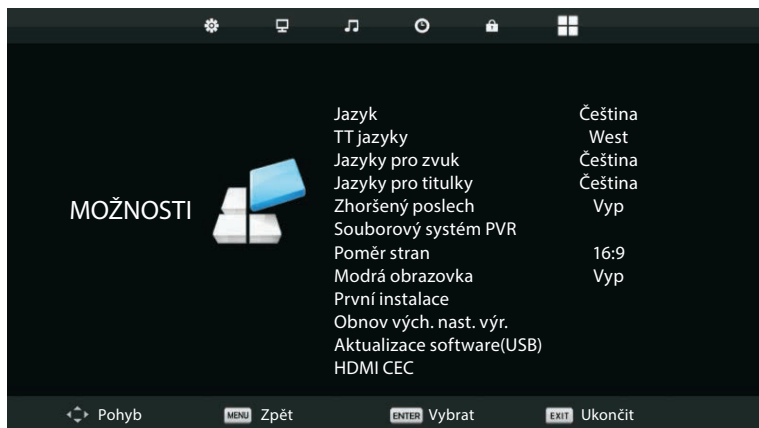 Jazyk Čeština
TT jazyky West
Jazyky pro zvuk Čeština
Jazyky pro titulky Čeština
MOŽNOSTI
Zhoršený poslech Vyp
Souborový systém PVR
Poměr stran 16:9
Modrá obrazovka Vyp
První instalace
Obnov vých. nast. výr.
Aktualizace software(USB)
HDMI CEC
Pohyb MENU Zpět ENTER Vybrat EXIT Ukončit